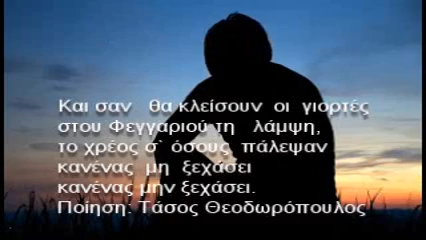 Και σαν θα κλείσουν οι γιορτές
στου Φεγγαριού τη λάμψη,
το χρέος σ` όσους πάλεψαν
κανένας μη ξεχάσει
κανένας μην ξεχάσει.
Ποίηση: Τάσος Θεοδωρόπουλος